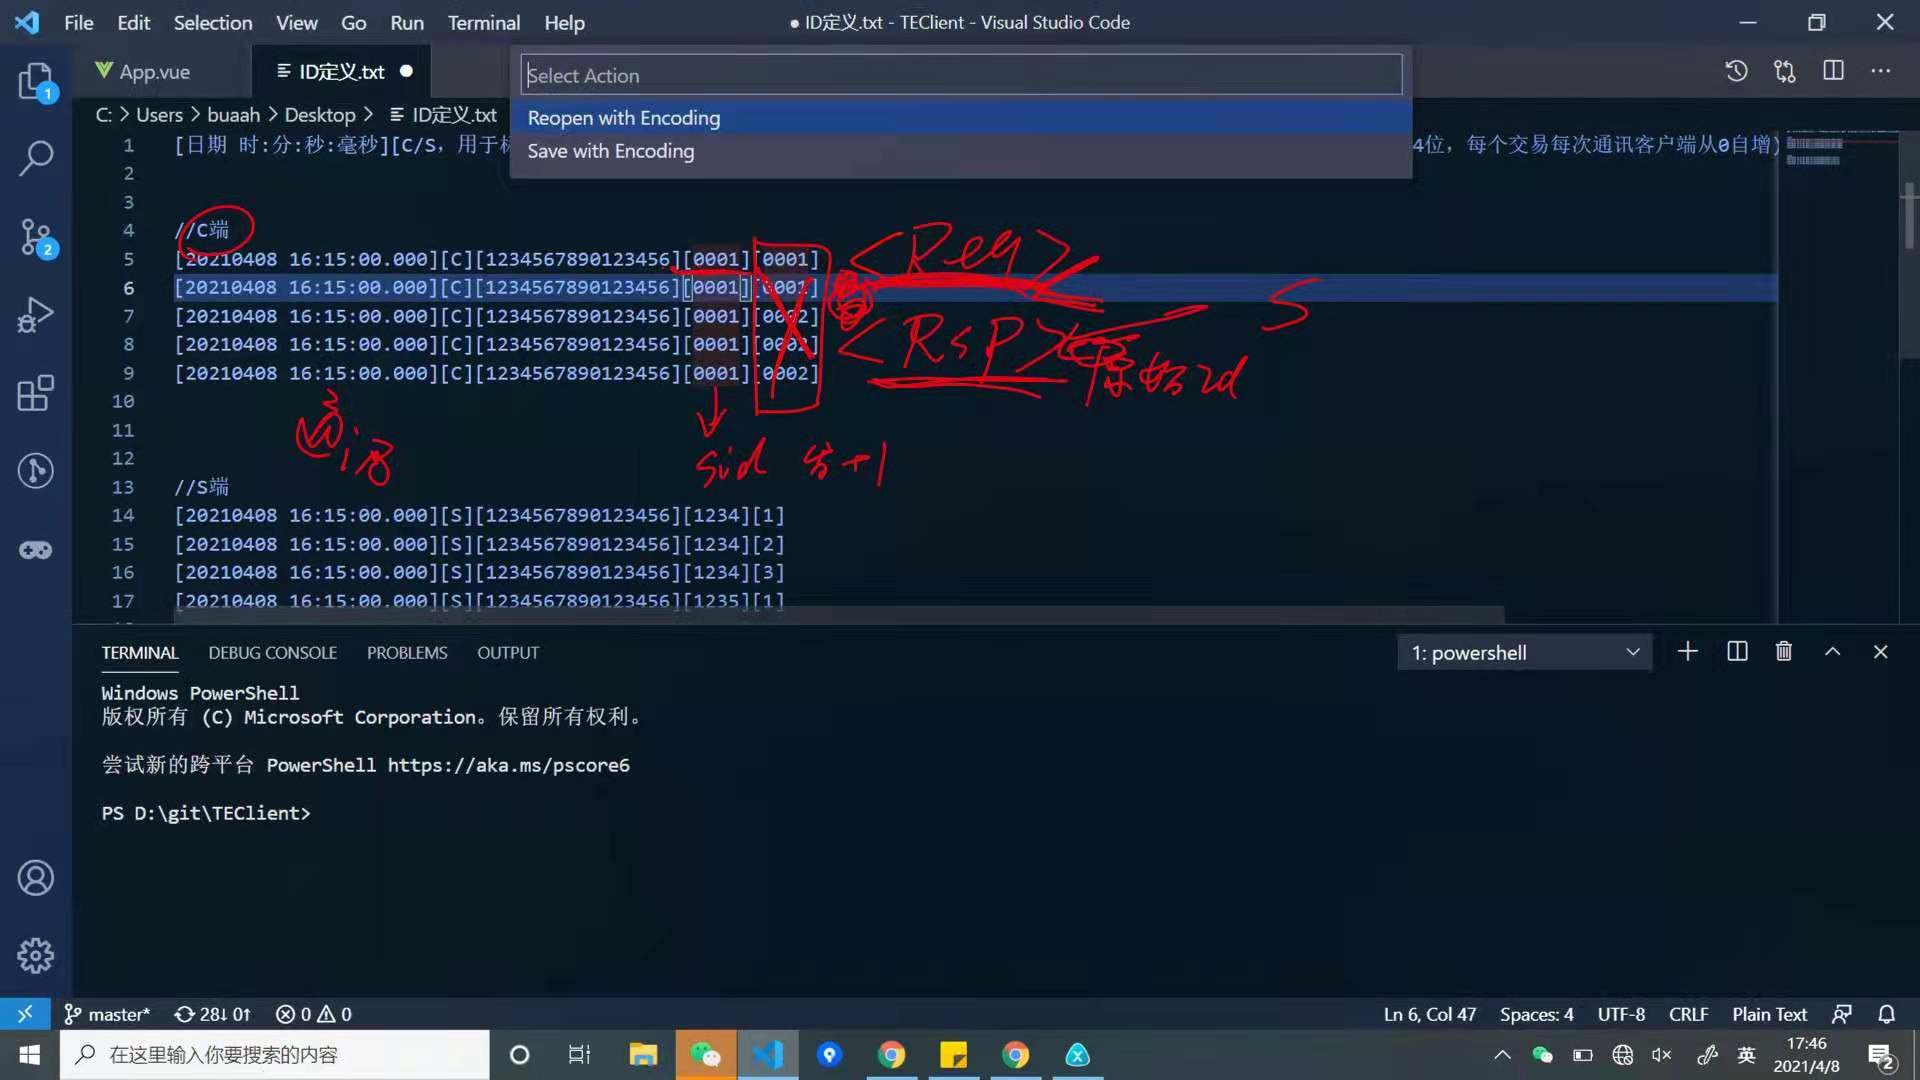 File Edit Selection View Go Run Terminal Help
● ID定义.txt - TEClient - Visual Studio Code
App.vue
ID定义.txt
Select Action
Reopen with Encoding
Save with Encoding
C: > Users > buaah > Desktop > ID定义.txt
1 [日期 时:分:秒:毫秒][C/S, 用于 4位, 每个交易每次通讯客户端从0自增)
2
3
4 //C端
5 [20210408 16:15:00.000][C][1234567890123456][0001][0001]
6 [20210408 16:15:00.000][C][1234567890123456][0001][0001]
7 [20210408 16:15:00.000][C][1234567890123456][0001][0002]
8 [20210408 16:15:00.000][C][1234567890123456][0001][0002]
9 [20210408 16:15:00.000][C][1234567890123456][0001][0002]
10
11
12
13 //S端
14 [20210408 16:15:00.000][S][1234567890123456][1234][1]
15 [20210408 16:15:00.000][S][1234567890123456][1234][2]
16 [20210408 16:15:00.000][S][1234567890123456][1234][3]
17 [20210408 16:15:00.000][S][1234567890123456][1235][1]
<Req>
S
<Rsp>
id
sid +1
1
2
TERMINAL DEBUG CONSOLE PROBLEMS OUTPUT
1: powershell
Windows PowerShell
版权所有 (C) Microsoft Corporation。保留所有权利。
尝试新的跨平台 PowerShell https://aka.ms/pscore6
PS D:\git\TEClient>
master* 28↓ 0↑ 0 0
Ln 6, Col 47 Spaces: 4 UTF-8 CRLF Plain Text
在这里输入你要搜索的内容
英
17:46
2021/4/8
2